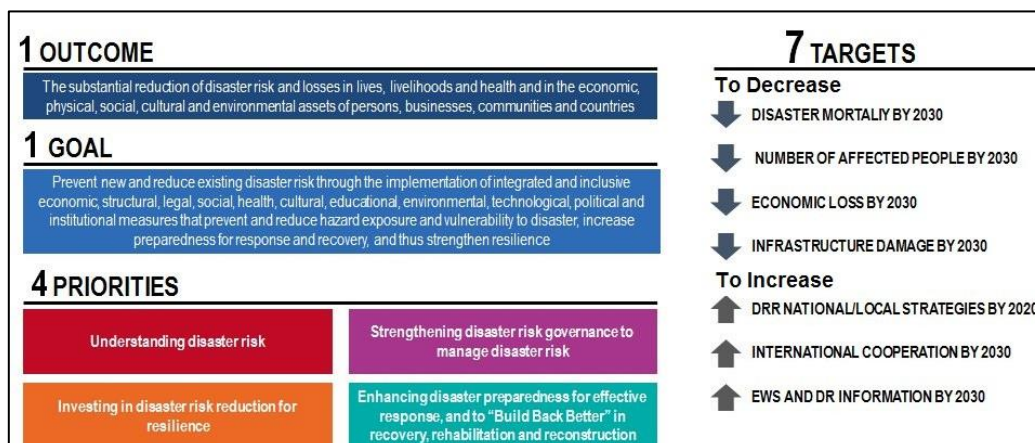 1 OUTCOME
The substantial reduction of disaster risk and losses in lives, livelihoods and health and in the economic,
physical, social, cultural and environmental assets of persons, businesses, communities and countries
1 GOAL
Prevent new and reduce existing disaster risk through the implementation of integrated and inclusive
economic, structural, legal, social, health, cultural, educational, environmental, technological, political and
institutional measures that prevent and reduce hazard exposure and vulnerability to disaster, increase
preparedness for response and recovery, and thus strengthen resilience
4 PRIORITIES
Understanding disaster risk
Strengthening disaster risk governance to
manage disaster risk
Investing in disaster risk reduction for
resilience
Enhancing disaster preparedness for effective
response, and to “Build Back Better” in
recovery, rehabilitation and reconstruction
7 TARGETS
To Decrease
DISASTER MORTALIY BY 2030
NUMBER OF AFFECTED PEOPLE BY 2030
ECONOMIC LOSS BY 2030
INFRASTRUCTURE DAMAGE BY 2030
To Increase
DRR NATIONAL/LOCAL STRATEGIES BY 2020
INTERNATIONAL COOPERATION BY 2030
EWS AND DR INFORMATION BY 2030